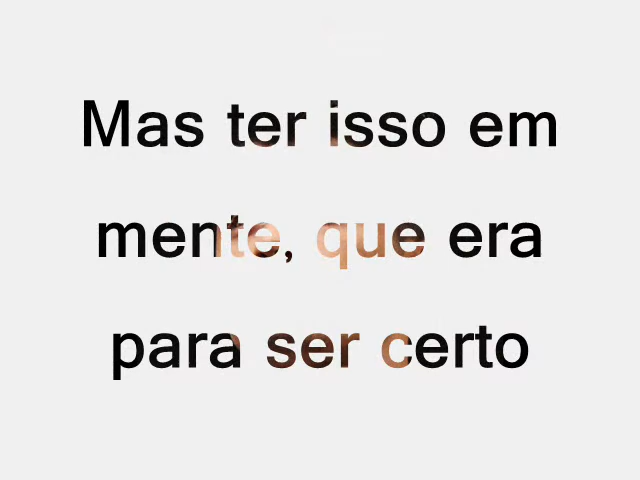 Mas ter isso em
mente, que era
para ser certo